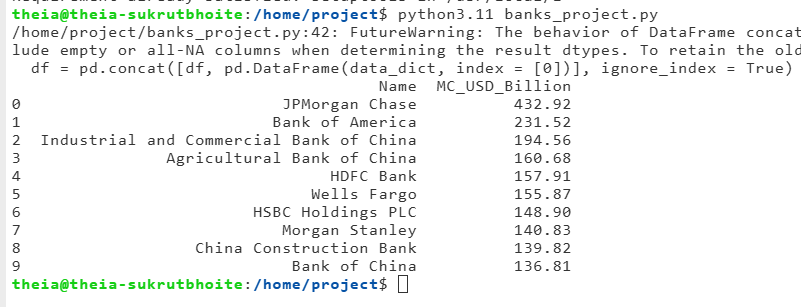 theia@theia-sukrutbhoite:/home/project$ python3.11 banks_project.py
/home/project/banks_project.py:42: FutureWarning: The behavior of DataFrame concat
lude empty or all-NA columns when determining the result dtypes. To retain the old
df = pd.concat([df, pd.DataFrame(data_dict, index = [0])], ignore_index = True)
Name MC_USD_Billion
0 JPMorgan Chase 432.92
1 Bank of America 231.52
2 Industrial and Commercial Bank of China 194.56
3 Agricultural Bank of China 160.68
4 HDFC Bank 157.91
5 Wells Fargo 155.87
6 HSBC Holdings PLC 148.90
7 Morgan Stanley 140.83
8 China Construction Bank 139.82
9 Bank of China 136.81
theia@theia-sukrutbhoite:/home/project$